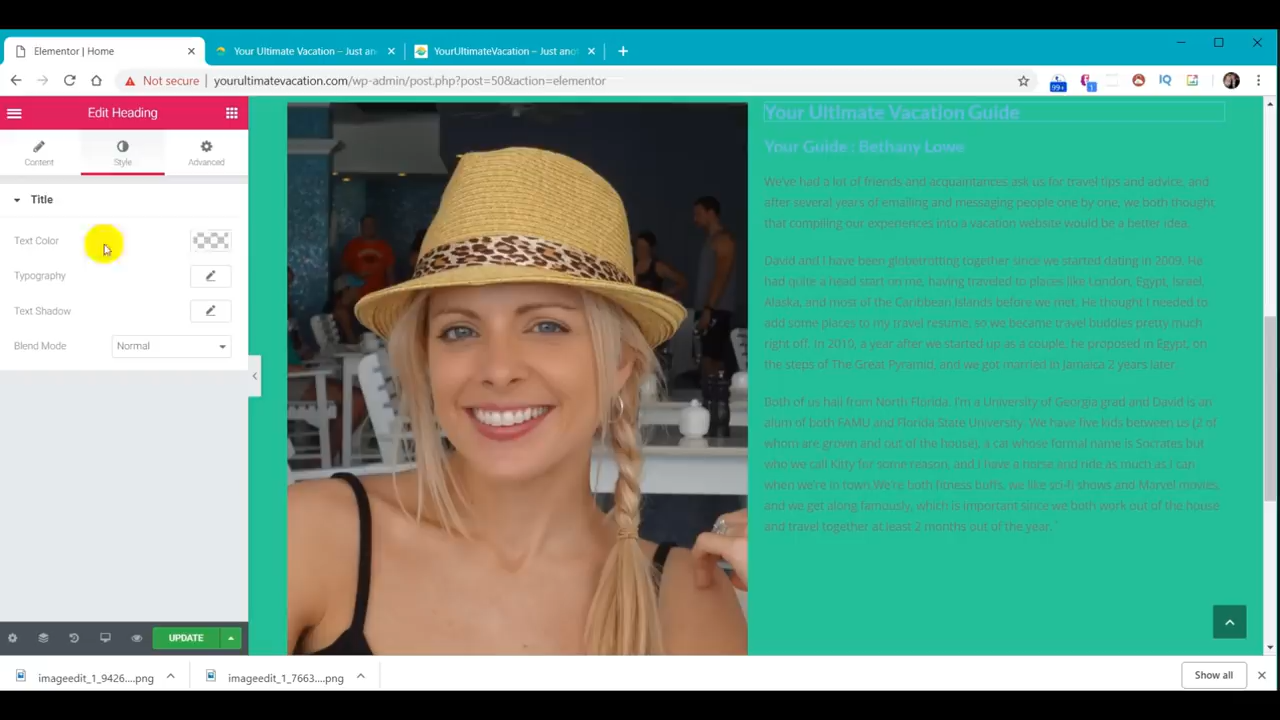 Elementor | Home
Your Ultimate Vacation – Just an
YourUltimateVacation – Just ano
Not secure | yourultimatevacation.com/wp-admin/post.php?post=50&action=elementor
99+
1
IQ
Edit Heading
Content
Style
Advanced
Title
Text Color
Typography
Text Shadow
Blend Mode
Normal
UPDATE
Your Ultimate Vacation Guide
Your Guide : Bethany Lowe
We've had a lot of friends and acquaintances ask us for travel tips and advice, and
after several years of emailing and messaging people one by one, we both thought
that compiling our experiences into a vacation website would be a better idea.
David and I have been globetrotting together since we started dating in 2009. He
had quite a head start on me, having traveled to places like London, Egypt, Israel,
Alaska, and most of the Caribbean Islands before we met. He thought I needed to
add some places to my travel resume, so we became travel buddies pretty much
right off. In 2010, a year after we started up as a couple, he proposed in Egypt, on
the steps of The Great Pyramid, and we got married in Jamaica 2 years later.
Both of us hail from North Florida. I'm a University of Georgia grad and David is an
alum of both FAMU and Florida State University. We have five kids between us (2 of
whom are grown and out of the house), a cat whose formal name is Socrates but
who we call Kitty for some reason, and I have a horse and ride as much as I can
when we're in town.We're both fitness buffs, we like sci-fi shows and Marvel movies,
and we get along famously, which is important since we both work out of the house
and travel together at least 2 months out of the year.
imageedit_1_9426....png
imageedit_1_7663....png
Show all